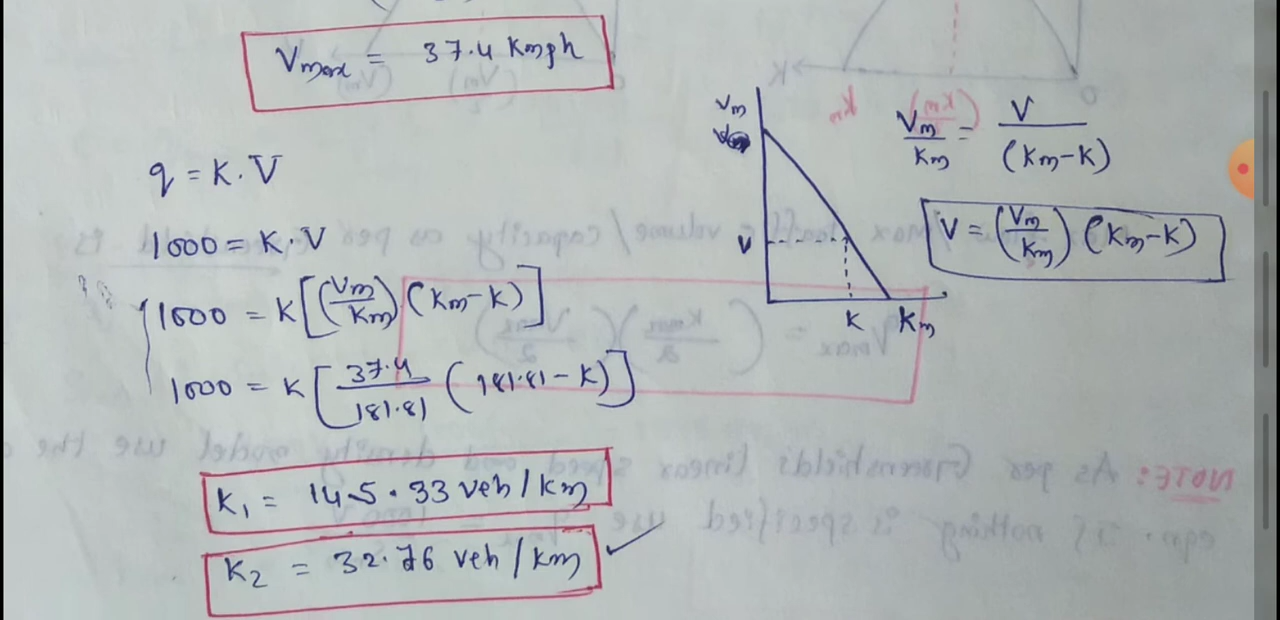 Vmax = 37.4 Kmph
q = K.V
1000 = K.V
1000 = K[(Vm/Km)(Km-K)]
1000 = K[37.4/181.81 (181.81-K)]
K1 = 145.33 veh/km
K2 = 32.76 veh/km
Vm
V
K Km
Vm/Km = V/(Km-K)
V = (Vm/Km)(Km-K)